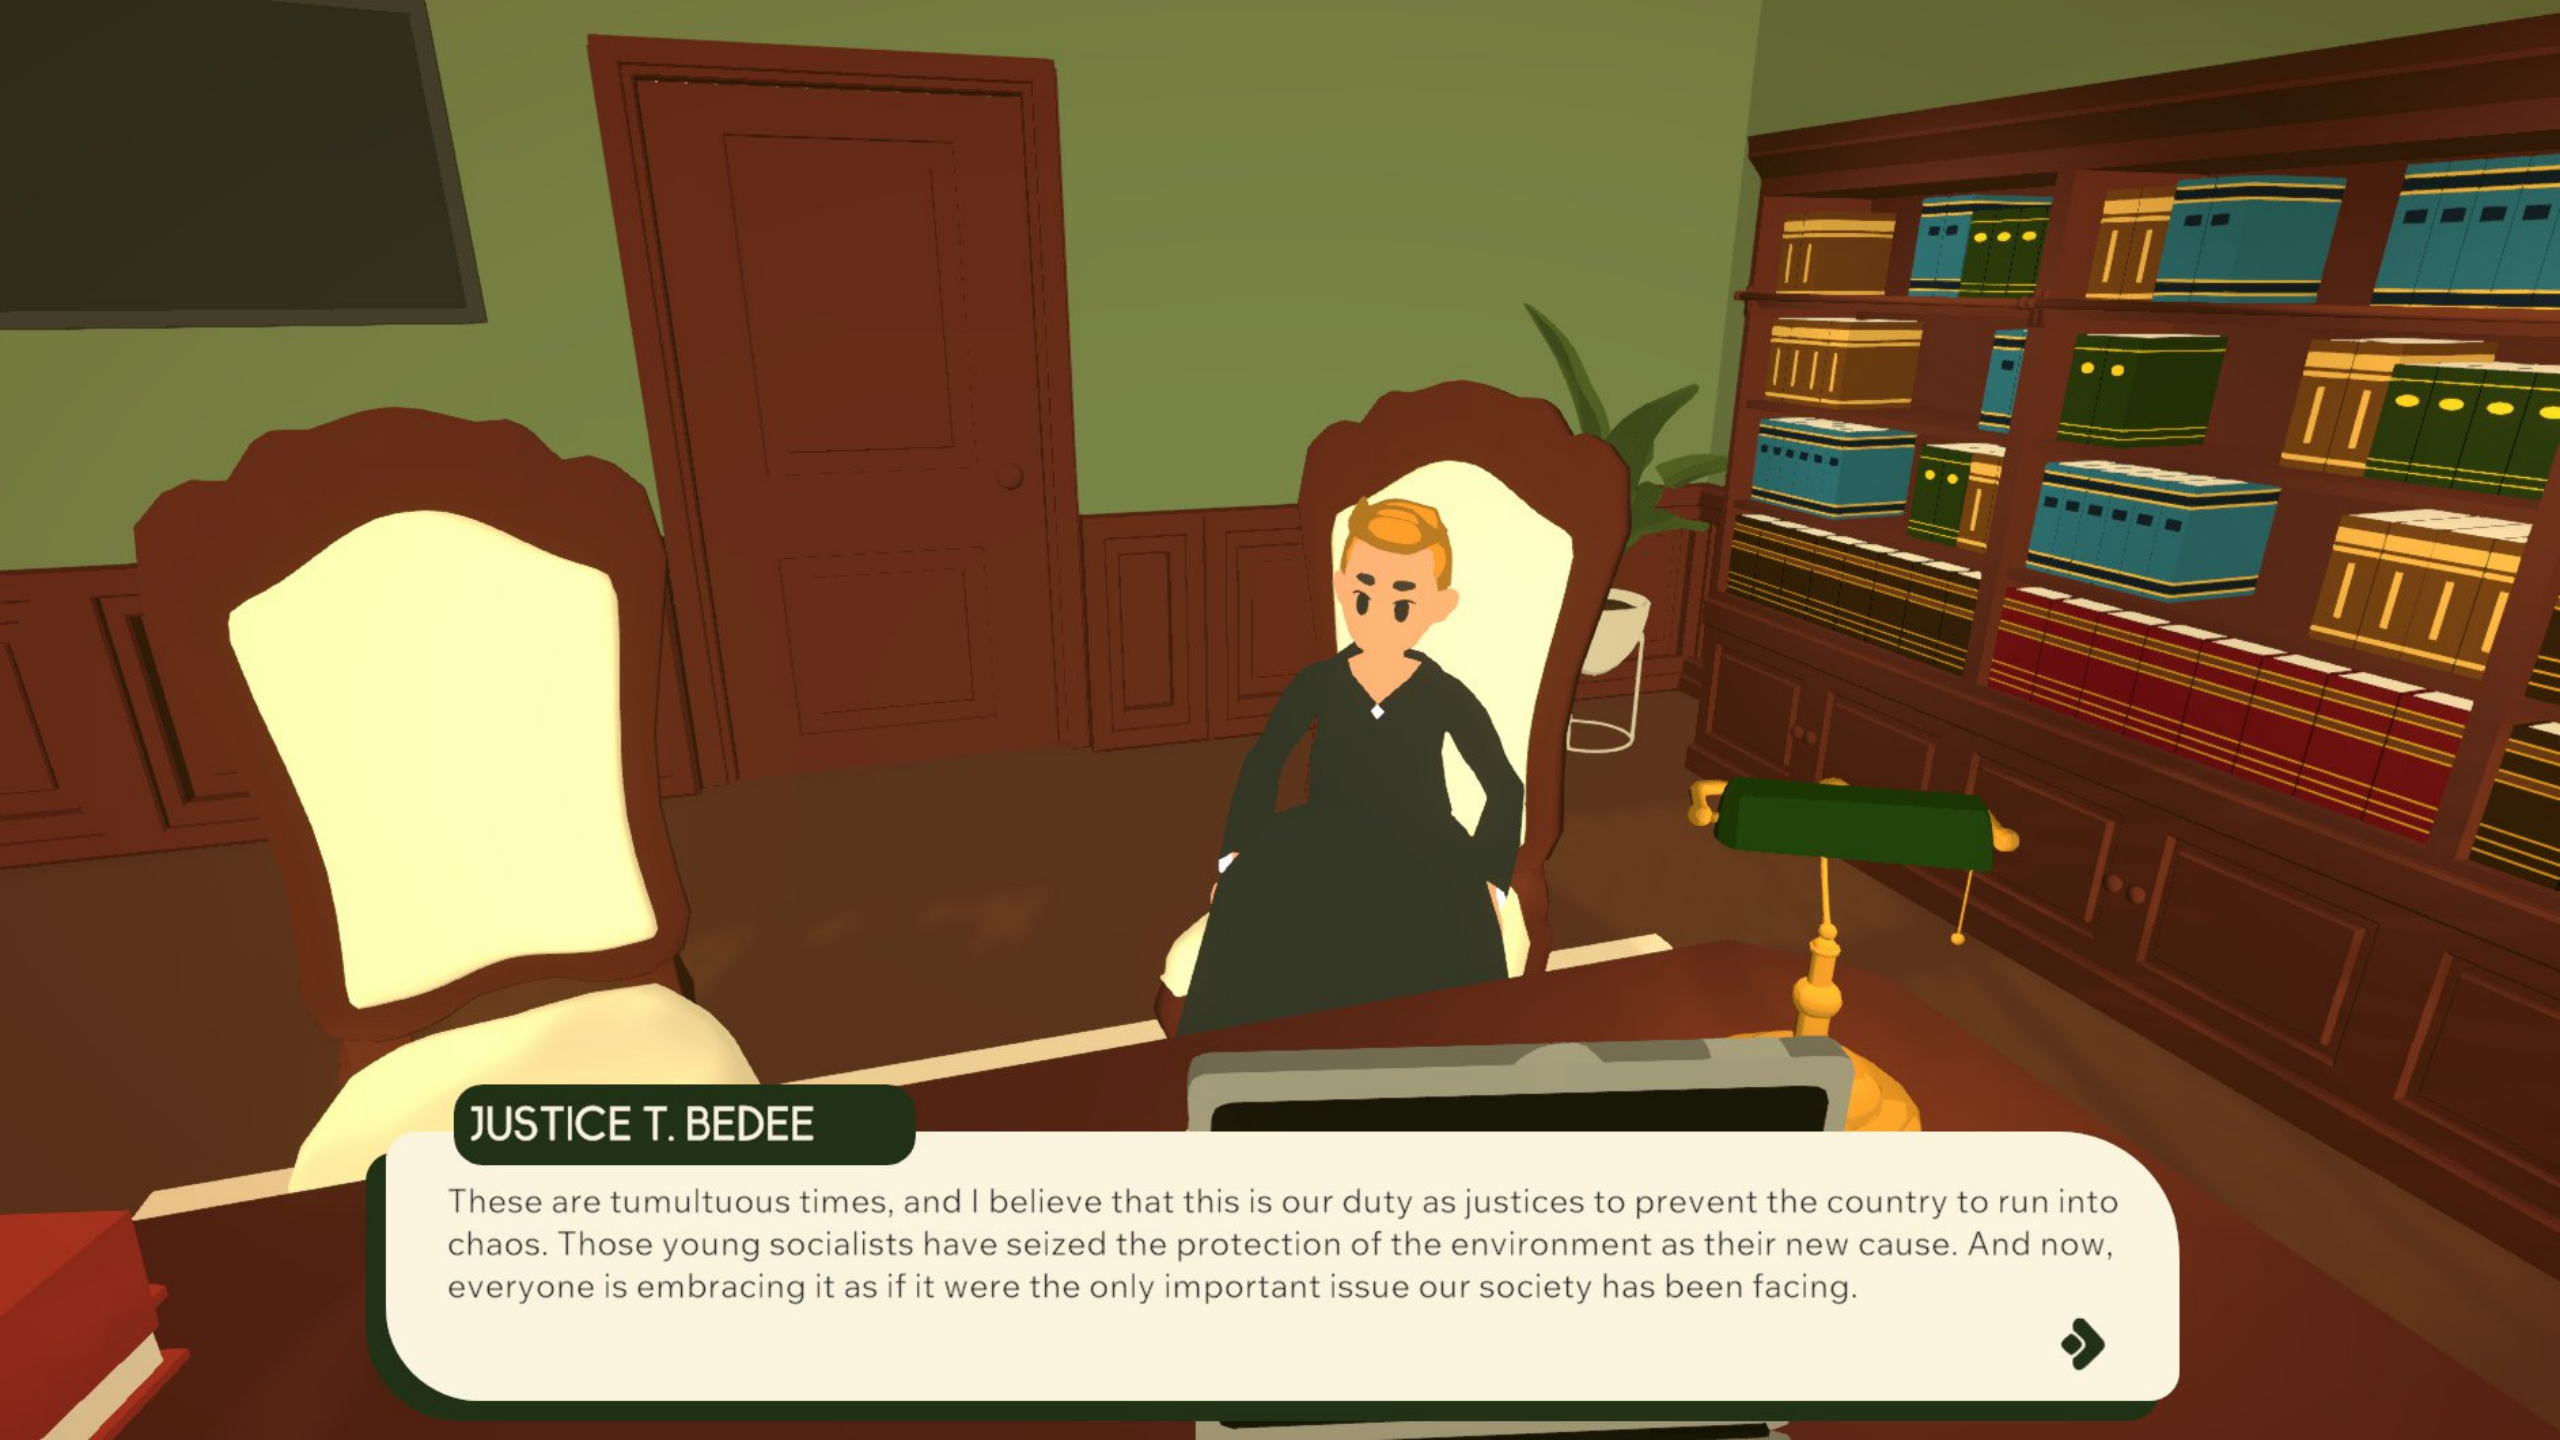 JUSTICE T. BEDEE
These are tumultuous times, and I believe that this is our duty as justices to prevent the country to run into
chaos. Those young socialists have seized the protection of the environment as their new cause. And now,
everyone is embracing it as if it were the only important issue our society has been facing.